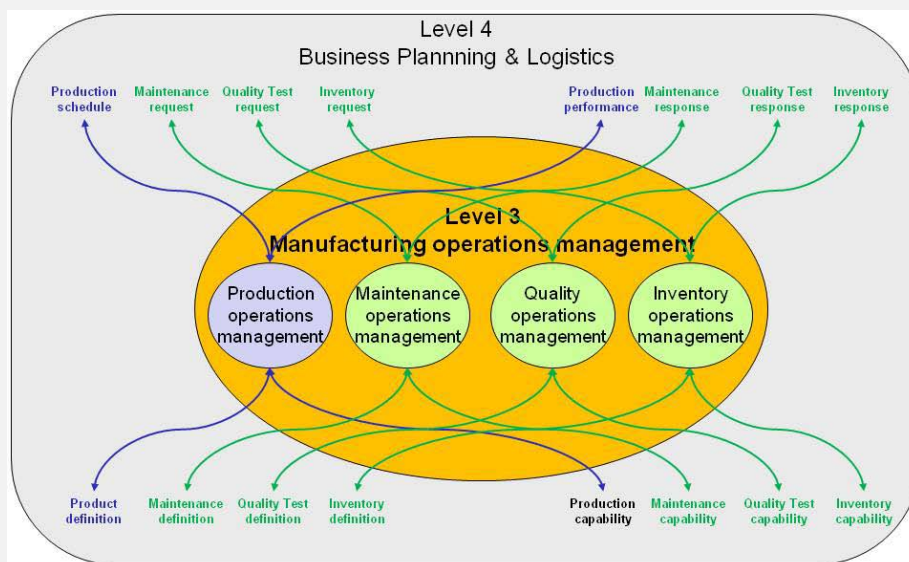 Level 4
Business Plannning & Logistics
Production
schedule
Maintenance
request
Quality Test
request
Inventory
request
Production
performance
Maintenance
response
Quality Test
response
Inventory
response
Level 3
Manufacturing operations management
Production
operations
management
Maintenance
operations
management
Quality
operations
management
Inventory
operations
management
Product
definition
Maintenance
definition
Quality Test
definition
Inventory
definition
Production
capability
Maintenance
capability
Quality Test
capability
Inventory
capability